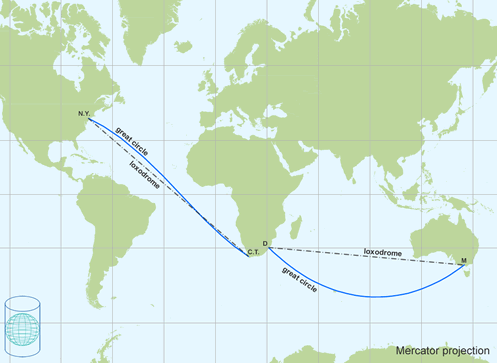 N.Y.
great circle
loxodrome
C.T.
D
loxodrome
M
great circle
Mercator projection